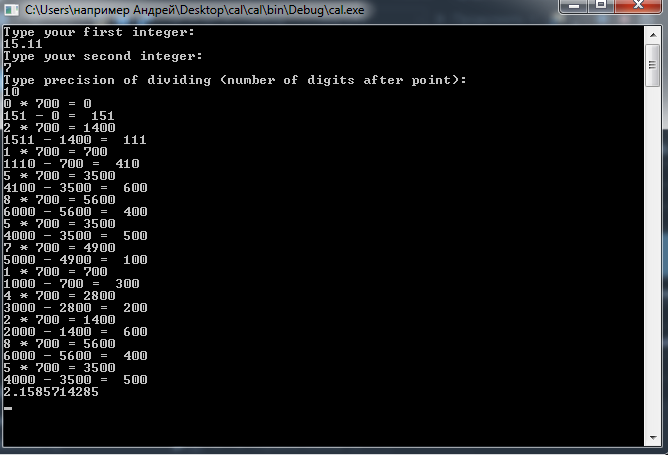 C:\Users\например Андрей\Desktop\cal\cal\bin\Debug\cal.exe
Type your first integer:
15.11
Type your second integer:
7
Type precision of dividing (number of digits after point):
10
0 * 700 = 0
151 - 0 =  151
2 * 700 = 1400
1511 - 1400 =  111
1 * 700 = 700
1110 - 700 =  410
5 * 700 = 3500
4100 - 3500 =  600
8 * 700 = 5600
6000 - 5600 =  400
5 * 700 = 3500
4000 - 3500 =  500
7 * 700 = 4900
5000 - 4900 =  100
1 * 700 = 700
1000 - 700 =  300
4 * 700 = 2800
3000 - 2800 =  200
2 * 700 = 1400
2000 - 1400 =  600
8 * 700 = 5600
6000 - 5600 =  400
5 * 700 = 3500
4000 - 3500 =  500
2.1585714285